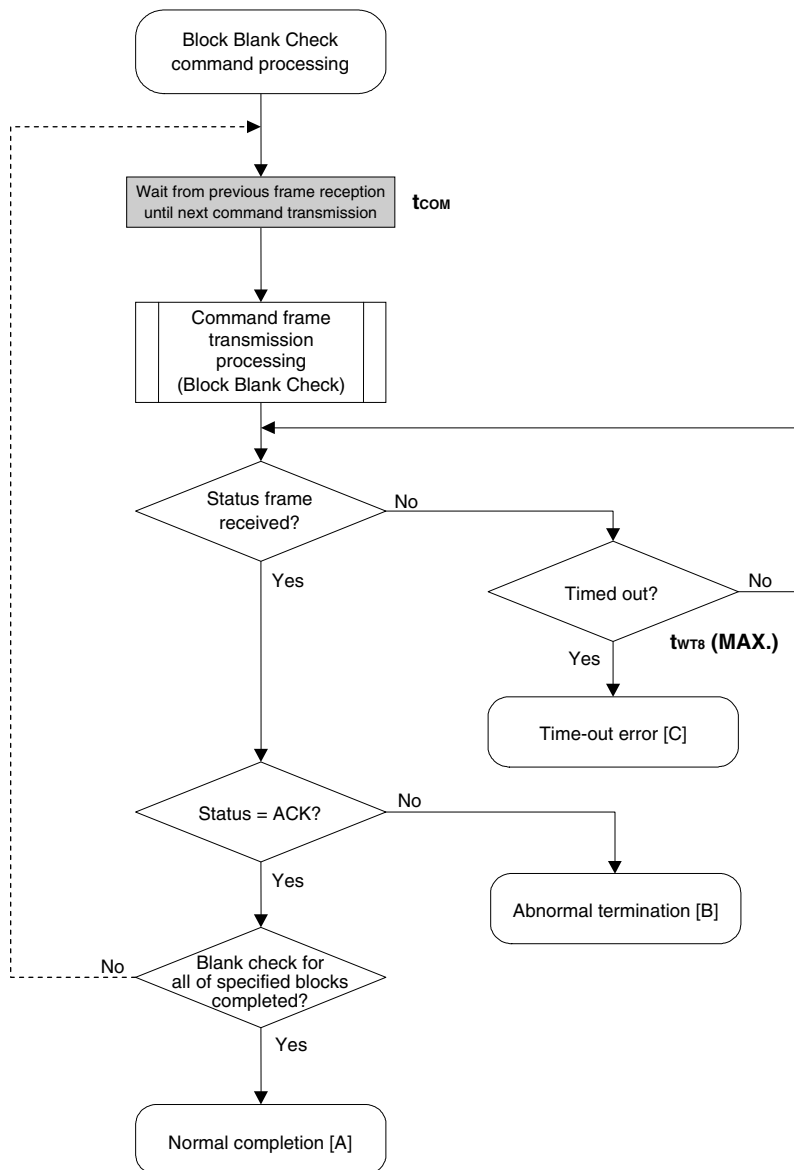 Block Blank Check
command processing
Wait from previous frame reception
until next command transmission
tCOM
Command frame
transmission
processing
(Block Blank Check)
Status frame
received?
No
Yes
Timed out?
No
tWT8 (MAX.)
Yes
Time-out error [C]
Status = ACK?
No
Yes
Abnormal termination [B]
Blank check for
all of specified blocks
completed?
No
Yes
Normal completion [A]